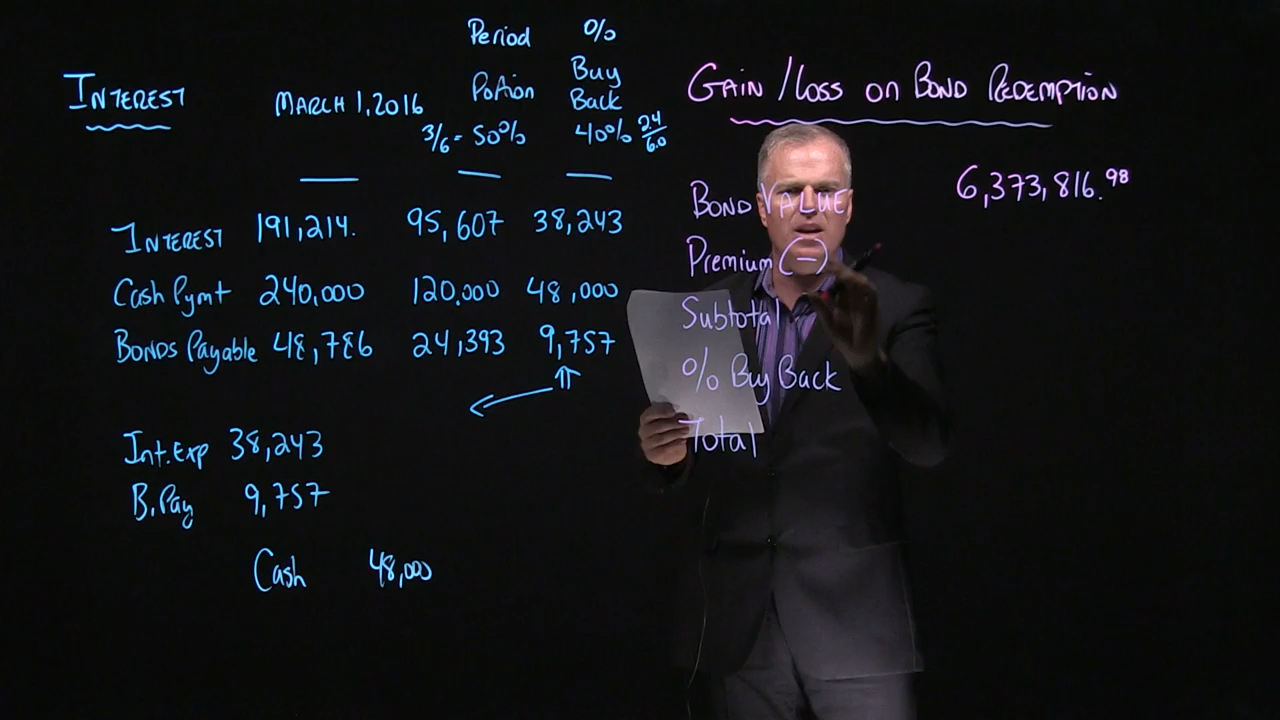 Period %
INTEREST MARCH 1, 2016 Potion Buy Back
3/6 = 50% 40% 24/6.0
INTEREST 191,214. 95,607 38,243
Cash Pymt 240,000 120,000 48,000
BONDS Payable 48,786 24,393 9,757
Int. Exp 38,243
B. Pay 9,757
Cash 48,000
GAIN / LOSS ON BOND REDEMPTION
BOND VALUE 6,373,816.98
Premium (-)
Subtotal
% Buy Back
Total